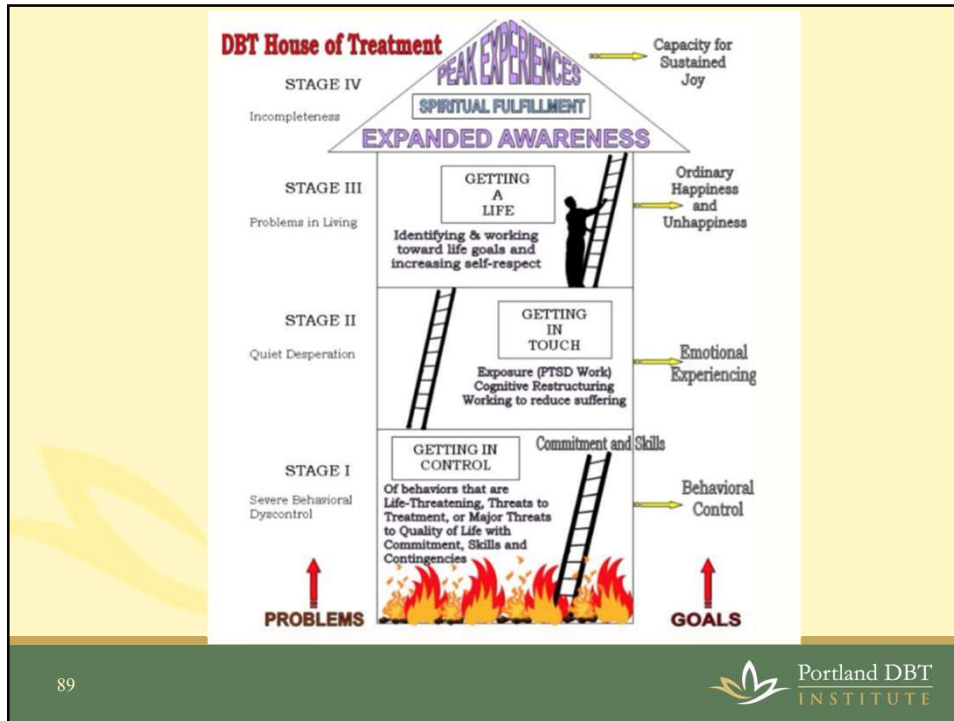 DBT House of Treatment
PEAK EXPERIENCES
SPIRITUAL FULFILLMENT
EXPANDED AWARENESS
STAGE IV
Incompleteness
Capacity for
Sustained
Joy
STAGE III
Problems in Living
GETTING
A
LIFE
Identifying & working
toward life goals and
increasing self-respect
Ordinary
Happiness
and
Unhappiness
STAGE II
Quiet Desperation
GETTING
IN
TOUCH
Exposure (PTSD Work)
Cognitive Restructuring
Working to reduce suffering
Emotional
Experiencing
STAGE I
Severe Behavioral
Dyscontrol
GETTING IN
CONTROL
Commitment and Skills
Of behaviors that are
Life-Threatening, Threats to
Treatment, or Major Threats
to Quality of Life with
Commitment, Skills and
Contingencies
Behavioral
Control
PROBLEMS
GOALS
89
Portland DBT
INSTITUTE